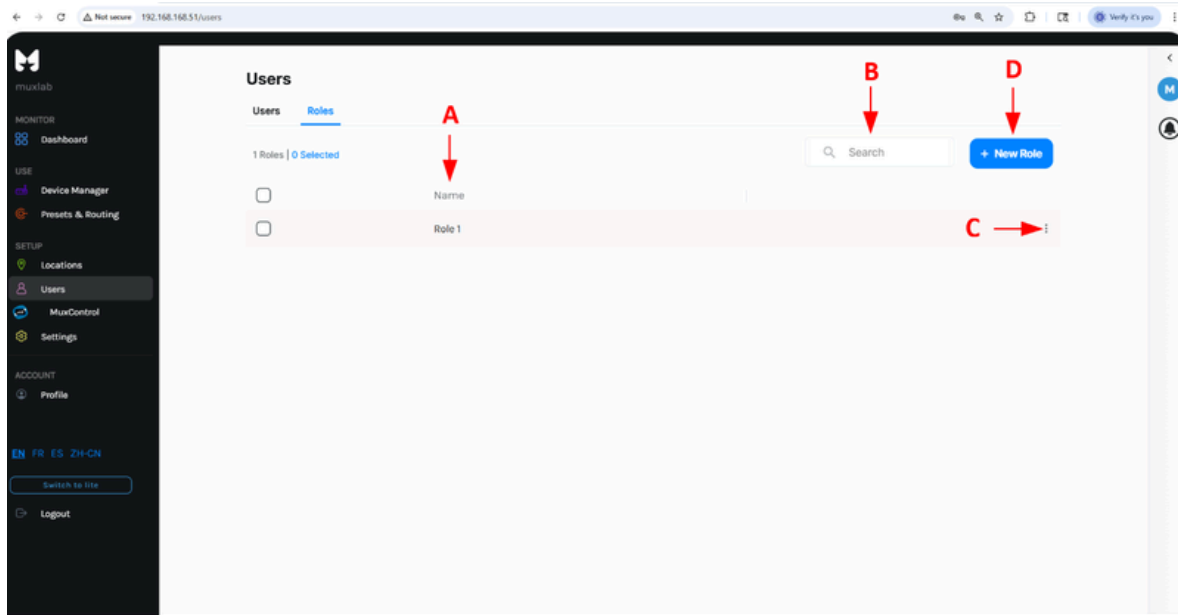 Not secure 192.168.168.51/users
Verify it's you
muxlab
MONITOR
Dashboard
USE
Device Manager
Presets & Routing
SETUP
Locations
Users
MuxControl
Settings
ACCOUNT
Profile
EN FR ES ZH-CN
Switch to lite
Logout
Users
Users Roles
A
B
D
1 Roles | 0 Selected
Search
+ New Role
Name
Role 1
C
M